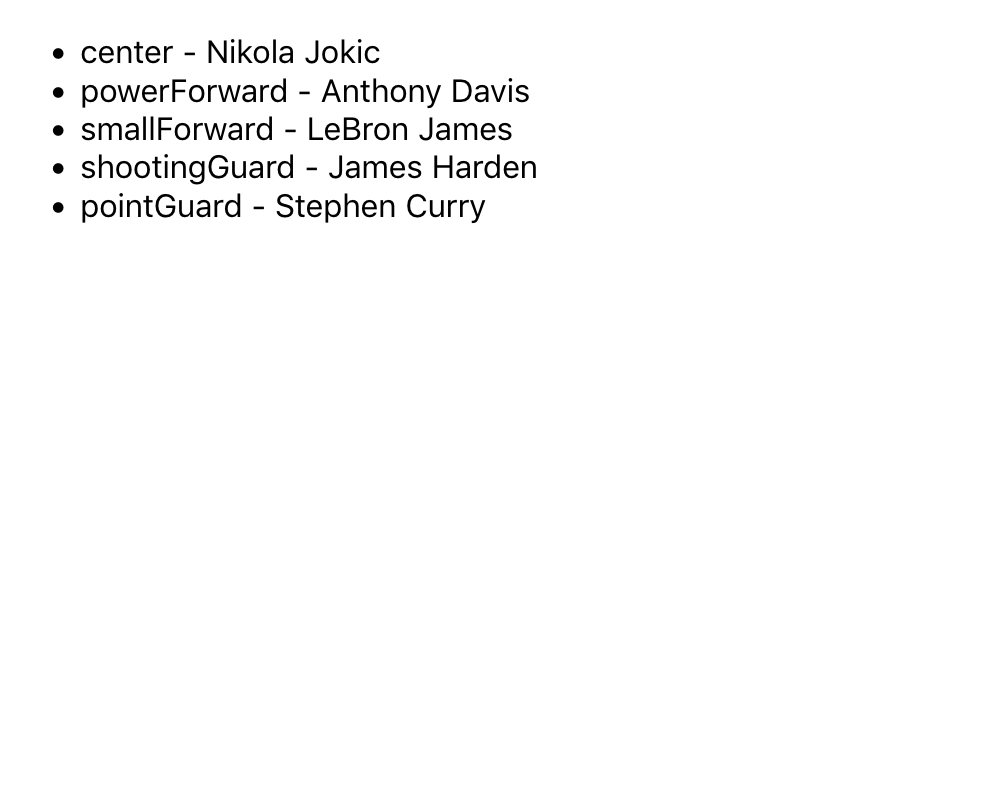 • center - Nikola Jokic
• powerForward - Anthony Davis
• smallForward - LeBron James
• shootingGuard - James Harden
• pointGuard - Stephen Curry